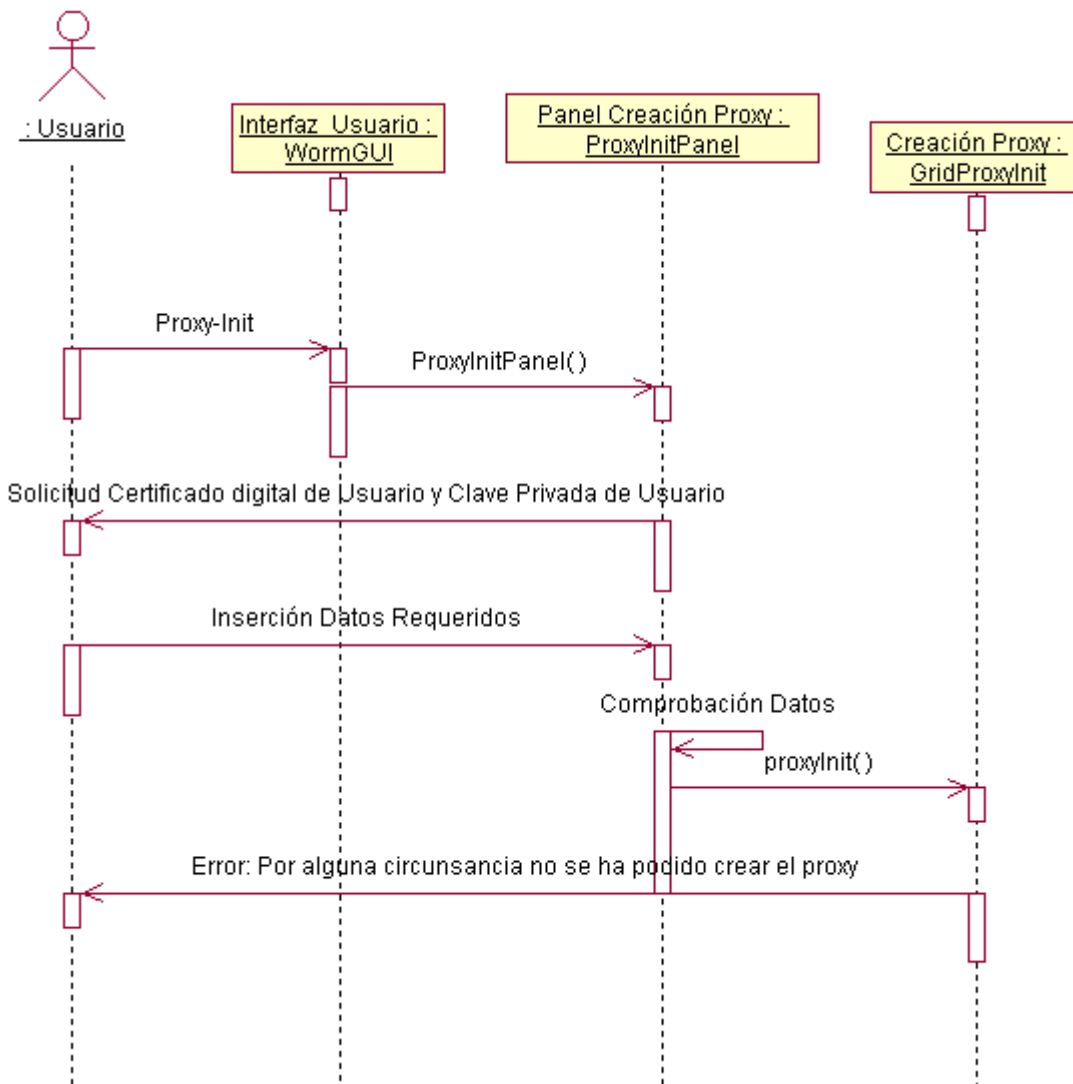 : Usuario
Interfaz_Usuario :
WormGUI
Panel Creación Proxy :
ProxyInitPanel
Creación Proxy :
GridProxyInit
Proxy-Init
ProxyInitPanel( )
Solicitud Certificado digital de Usuario y Clave Privada de Usuario
Inserción Datos Requeridos
Comprobación Datos
proxyInit( )
Error: Por alguna circunsancia no se ha podido crear el proxy